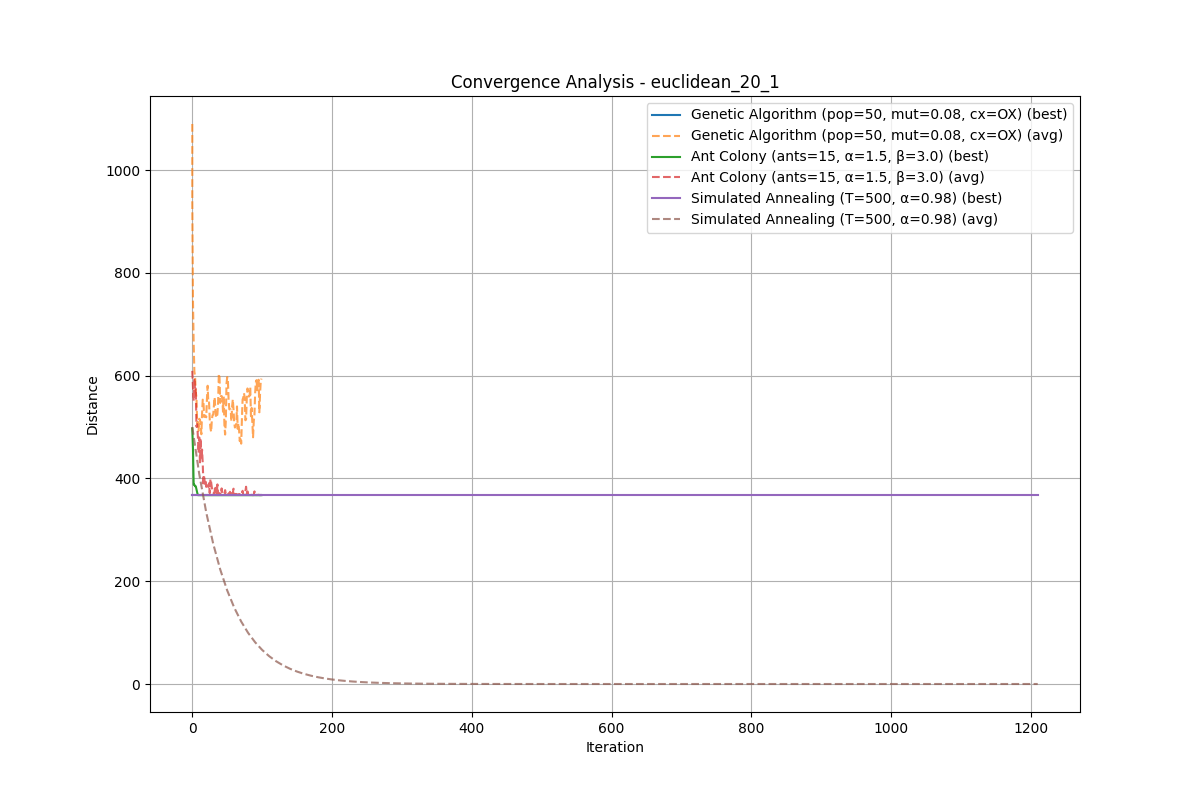 Convergence Analysis - euclidean_20_1
Genetic Algorithm (pop=50, mut=0.08, cx=OX) (best)
Genetic Algorithm (pop=50, mut=0.08, cx=OX) (avg)
Ant Colony (ants=15, α=1.5, β=3.0) (best)
Ant Colony (ants=15, α=1.5, β=3.0) (avg)
Simulated Annealing (T=500, α=0.98) (best)
Simulated Annealing (T=500, α=0.98) (avg)
Distance
1000
800
600
400
200
0
0 200 400 600 800 1000 1200
Iteration